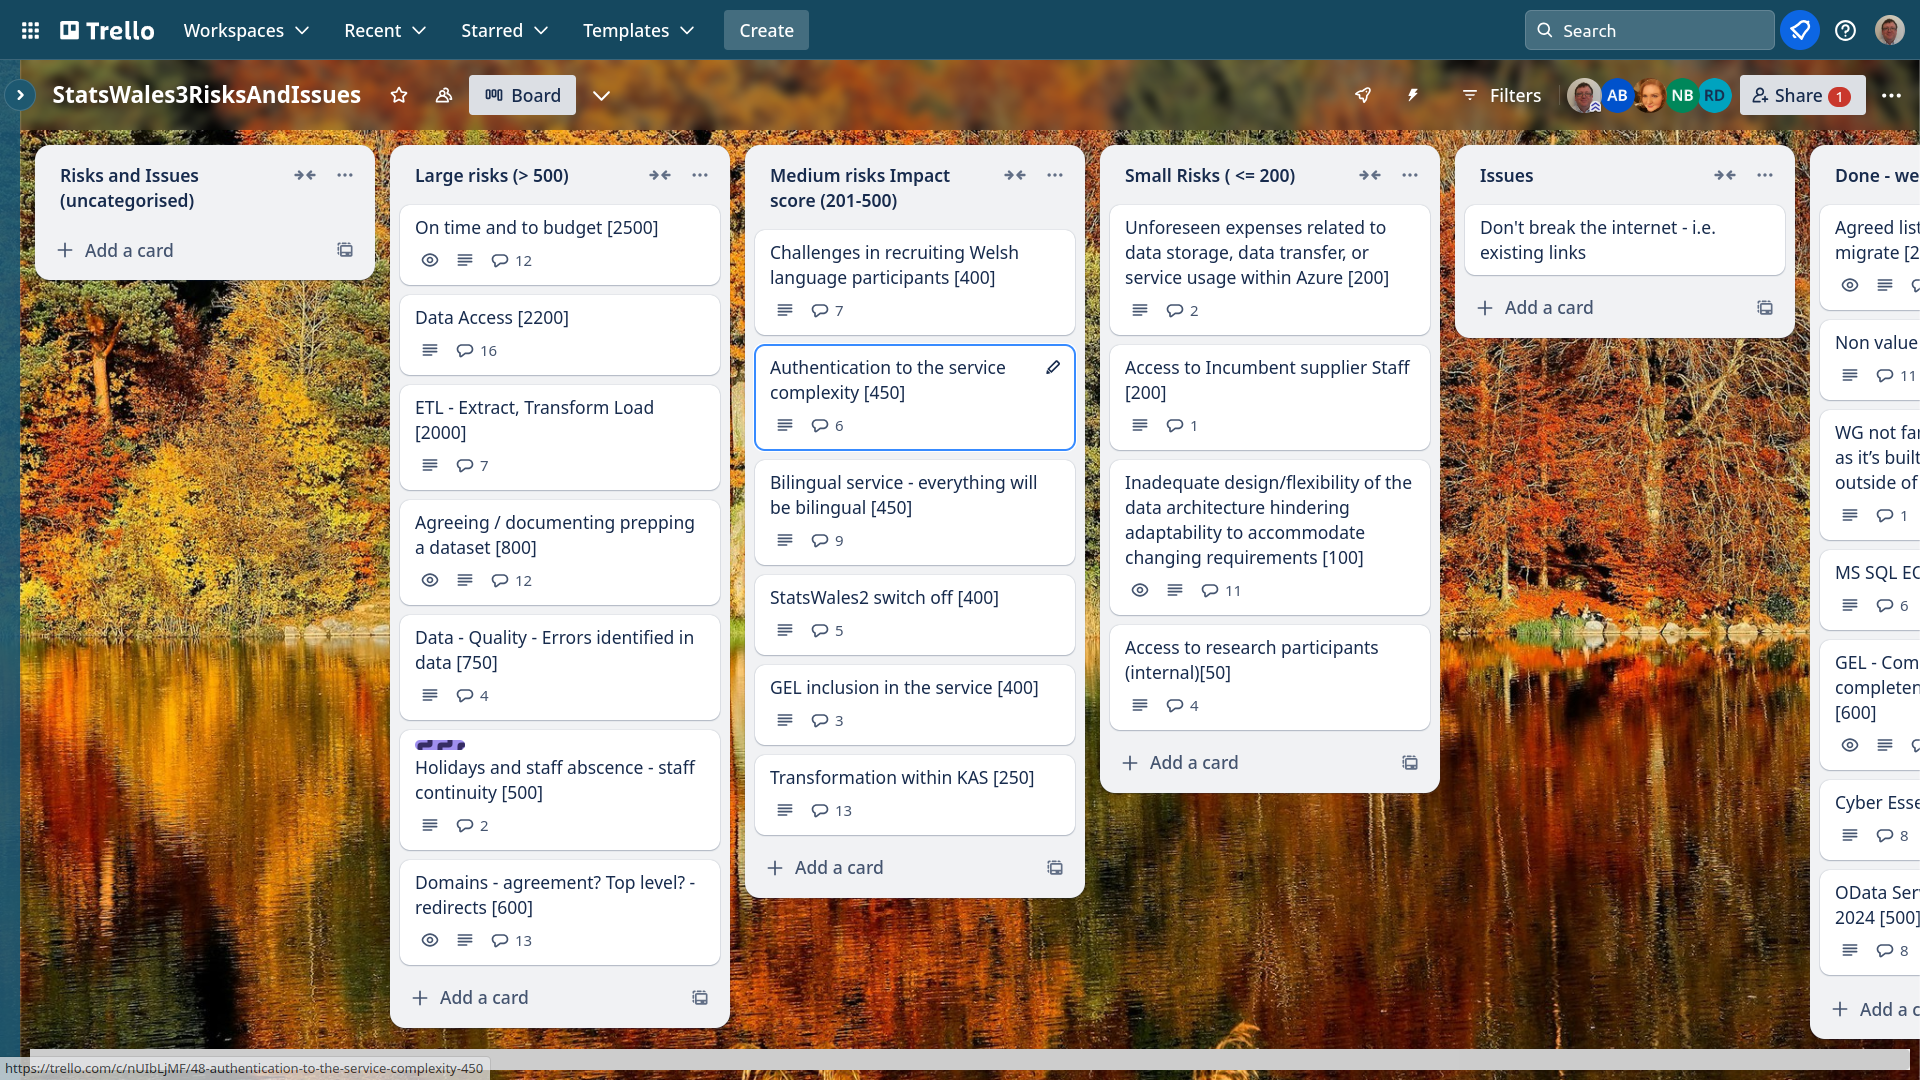 Trello
Workspaces
Recent
Starred
Templates
Create
Search
StatsWales3RisksAndIssues
Board
Filters
AB
NB
RD
Share 1
Risks and Issues
(uncategorised)
Add a card
Large risks (> 500)
On time and to budget [2500]
12
Data Access [2200]
16
ETL - Extract, Transform Load
[2000]
7
Agreeing / documenting prepping
a dataset [800]
12
Data - Quality - Errors identified in
data [750]
4
Holidays and staff abscence - staff
continuity [500]
2
Domains - agreement? Top level? -
redirects [600]
13
Add a card
Medium risks Impact
score (201-500)
Challenges in recruiting Welsh
language participants [400]
7
Authentication to the service
complexity [450]
6
Bilingual service - everything will
be bilingual [450]
9
StatsWales2 switch off [400]
5
GEL inclusion in the service [400]
3
Transformation within KAS [250]
13
Add a card
Small Risks ( <= 200)
Unforeseen expenses related to
data storage, data transfer, or
service usage within Azure [200]
2
Access to Incumbent supplier Staff
[200]
1
Inadequate design/flexibility of the
data architecture hindering
adaptability to accommodate
changing requirements [100]
11
Access to research participants
(internal)[50]
4
Add a card
Issues
Don't break the internet - i.e.
existing links
Add a card
Done - we
Agreed list
migrate [2
Non value
11
WG not fa
as it's built
outside of
1
MS SQL EO
6
GEL - Com
completen
[600]
Cyber Esse
8
OData Ser
2024 [500]
8
Add a c
https://trello.com/c/nUIbLjMF/48-authentication-to-the-service-complexity-450